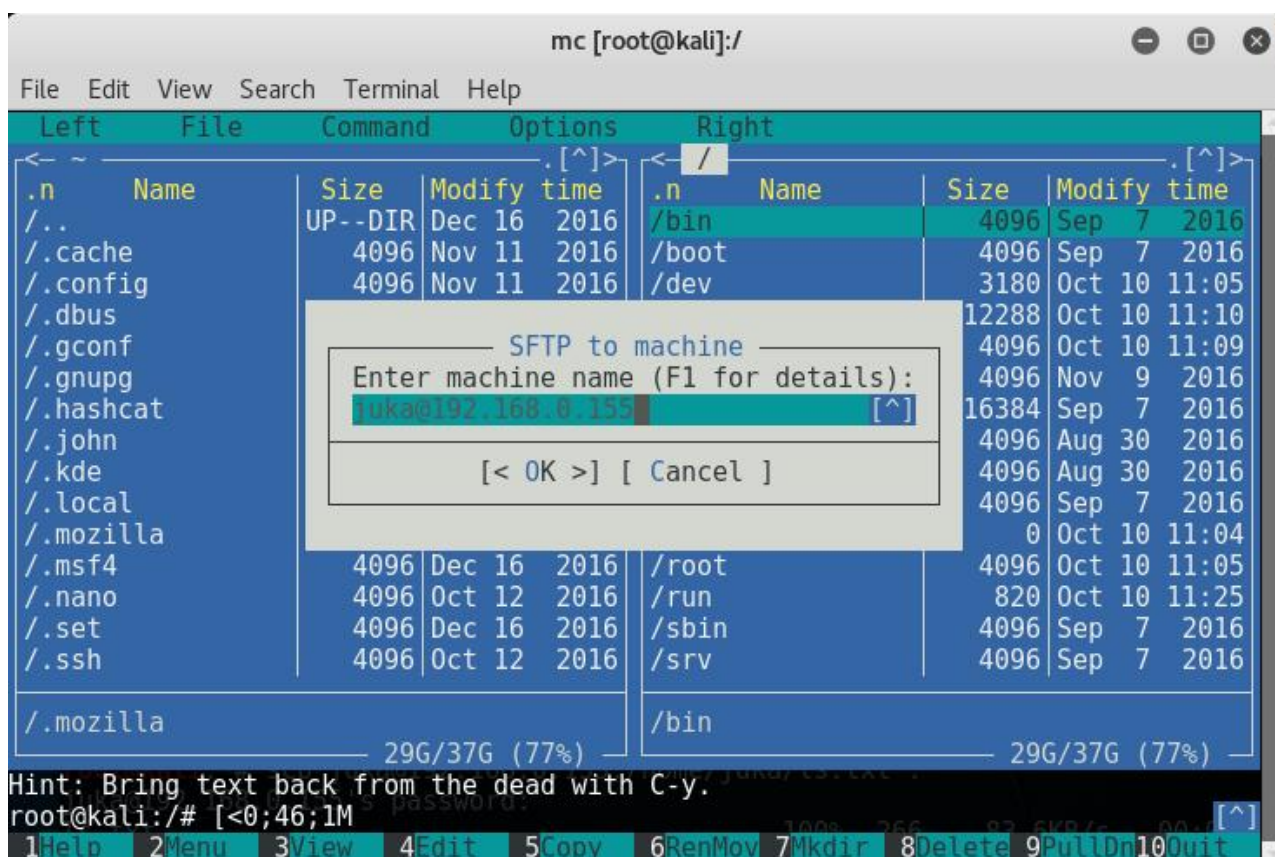 mc [root@kali]:/
File Edit View Search Terminal Help
Left File Command Options Right
<— ~ .[^]> <— / .[^]>
.n Name Size Modify time .n Name Size Modify time
/.. UP--DIR Dec 16 2016 /bin 4096 Sep 7 2016
/.cache 4096 Nov 11 2016 /boot 4096 Sep 7 2016
/.config 4096 Nov 11 2016 /dev 3180 Oct 10 11:05
/.dbus 12288 Oct 10 11:10
/.gconf SFTP to machine 4096 Oct 10 11:09
/.gnupg Enter machine name (F1 for details): 4096 Nov 9 2016
/.hashcat juka@192.168.0.155 [^] 16384 Sep 7 2016
/.john 4096 Aug 30 2016
/.kde [< OK >] [ Cancel ] 4096 Aug 30 2016
/.local 4096 Sep 7 2016
/.mozilla 0 Oct 10 11:04
/.msf4 4096 Dec 16 2016 /root 4096 Oct 10 11:05
/.nano 4096 Oct 12 2016 /run 820 Oct 10 11:25
/.set 4096 Dec 16 2016 /sbin 4096 Sep 7 2016
/.ssh 4096 Oct 12 2016 /srv 4096 Sep 7 2016
/.mozilla /bin
29G/37G (77%) 29G/37G (77%)
Hint: Bring text back from the dead with C-y.
root@kali:/# [<0;46;1M [^]
1Help 2Menu 3View 4Edit 5Copy 6RenMov 7Mkdir 8Delete 9PullDn 10Quit